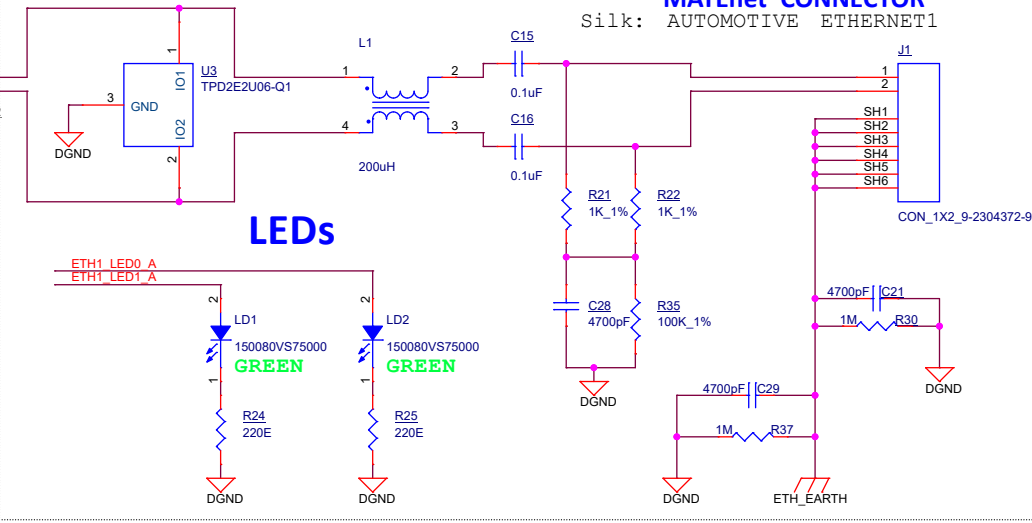 MATEnet CONNECTOR
Silk: AUTOMOTIVE ETHERNET1
L1
C15
J1
1
U3
TPD2E2U06-Q1
1
2
0.1uF
1
2
3
GND
IO1
IO2
C16
SH1
SH2
SH3
SH4
SH5
SH6
4
3
DGND
2
200uH
0.1uF
R21
1K_1%
R22
1K_1%
CON_1X2_9-2304372-9
LEDs
ETH1_LED0_A
ETH1_LED1_A
2
2
4700pF
C21
LD1
LD2
C28
4700pF
R35
100K_1%
1M
R30
150080VS75000
150080VS75000
GREEN
GREEN
1
1
DGND
DGND
4700pF
C29
R24
220E
R25
220E
1M
R37
DGND
DGND
DGND
ETH_EARTH